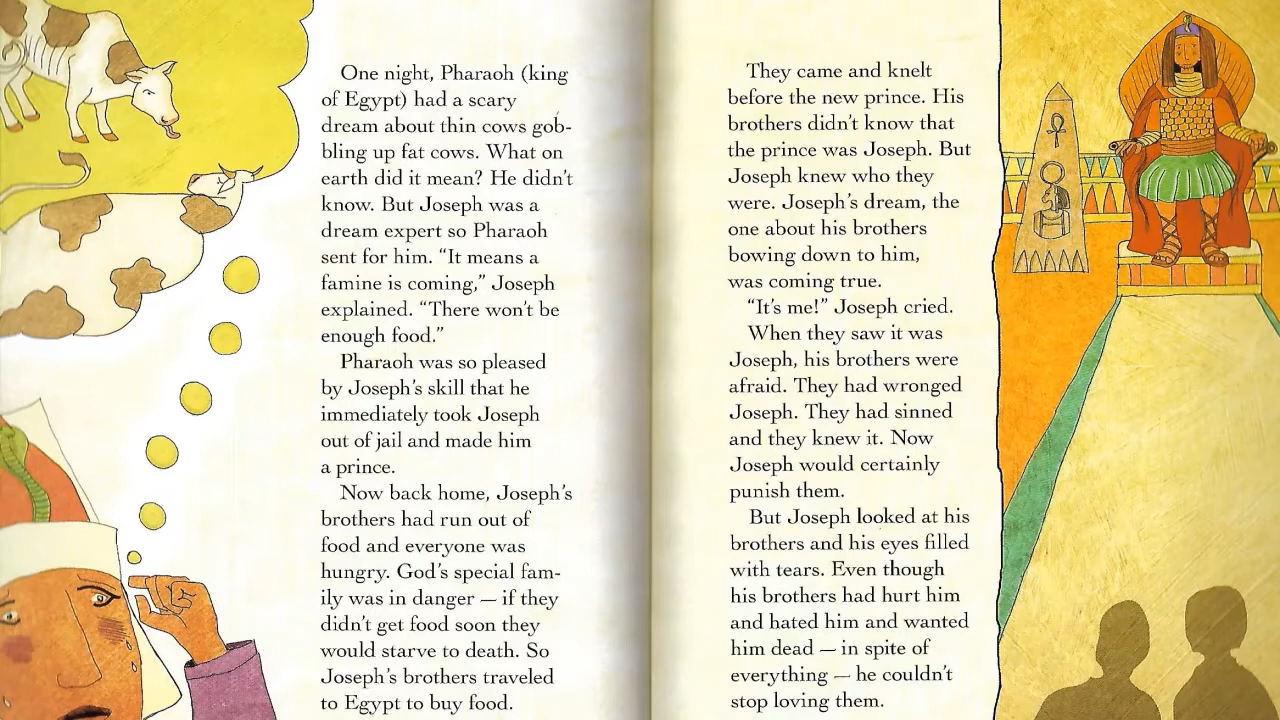 One night, Pharaoh (king
of Egypt) had a scary
dream about thin cows gob-
bling up fat cows. What on
earth did it mean? He didn't
know. But Joseph was a
dream expert so Pharaoh
sent for him. “It means a
famine is coming,” Joseph
explained. “There won't be
enough food.”
Pharaoh was so pleased
by Joseph's skill that he
immediately took Joseph
out of jail and made him
a prince.
Now back home, Joseph's
brothers had run out of
food and everyone was
hungry. God's special fam-
ily was in danger — if they
didn't get food soon they
would starve to death. So
Joseph's brothers traveled
to Egypt to buy food.
They came and knelt
before the new prince. His
brothers didn't know that
the prince was Joseph. But
Joseph knew who they
were. Joseph's dream, the
one about his brothers
bowing down to him,
was coming true.
“It's me!” Joseph cried.
When they saw it was
Joseph, his brothers were
afraid. They had wronged
Joseph. They had sinned
and they knew it. Now
Joseph would certainly
punish them.
But Joseph looked at his
brothers and his eyes filled
with tears. Even though
his brothers had hurt him
and hated him and wanted
him dead — in spite of
everything — he couldn't
stop loving them.